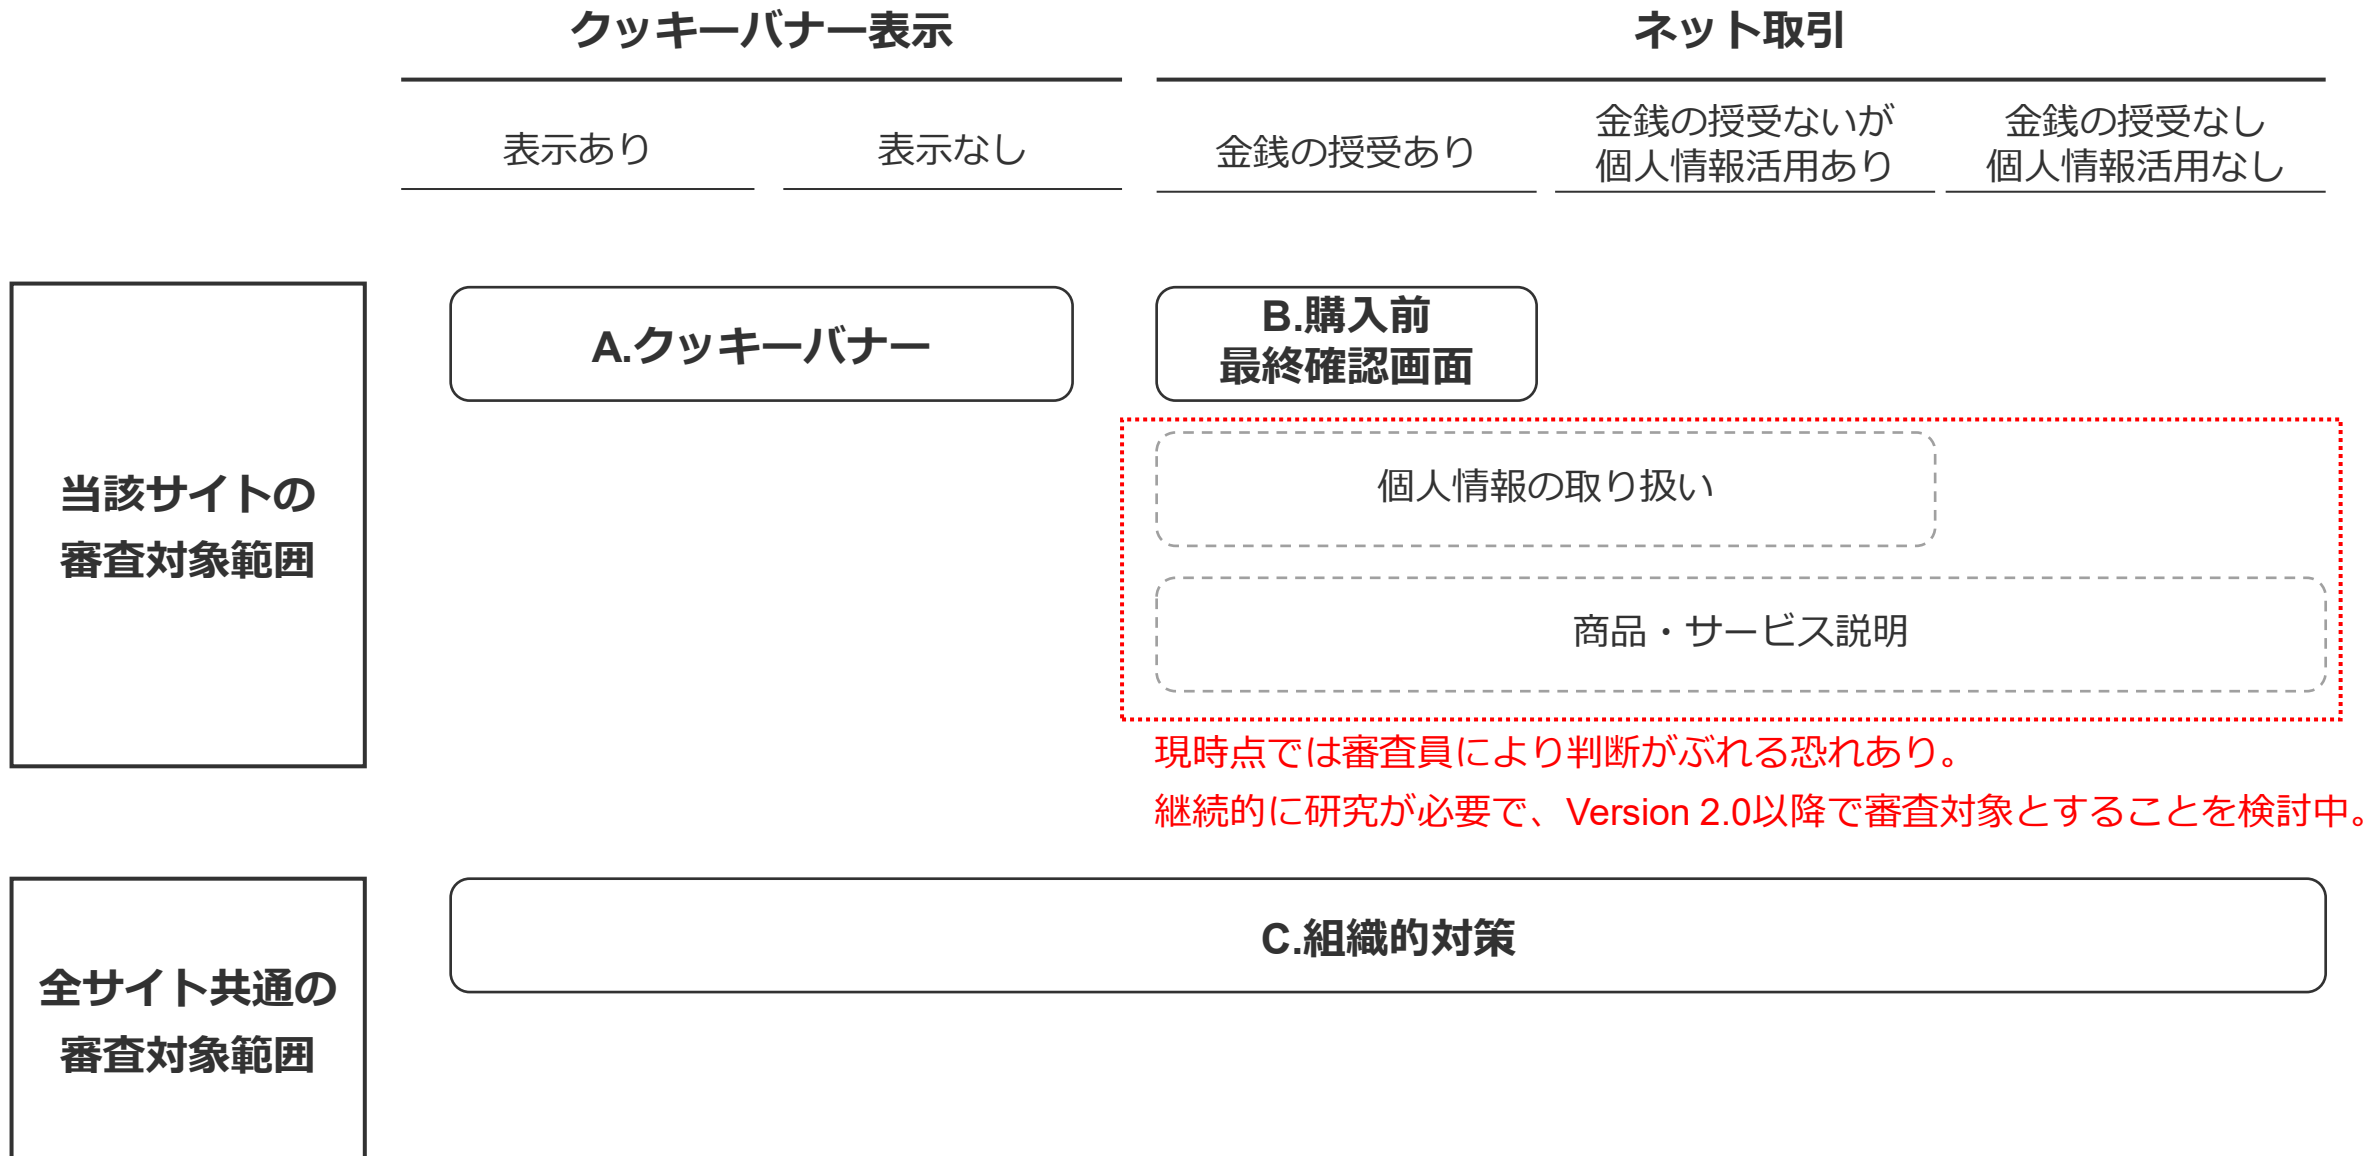 クッキーバナー表示
ネット取引
表示あり
表示なし
金銭の授受あり
金銭の授受ないが
個人情報活用あり
金銭の授受なし
個人情報活用なし
当該サイトの
審査対象範囲
A.クッキーバナー
B.購入前
最終確認画面
個人情報の取り扱い
商品・サービス説明
現時点では審査員により判断がぶれる恐れあり。
継続的に研究が必要で、Version 2.0以降で審査対象とすることを検討中。
全サイト共通の
審査対象範囲
C.組織的対策